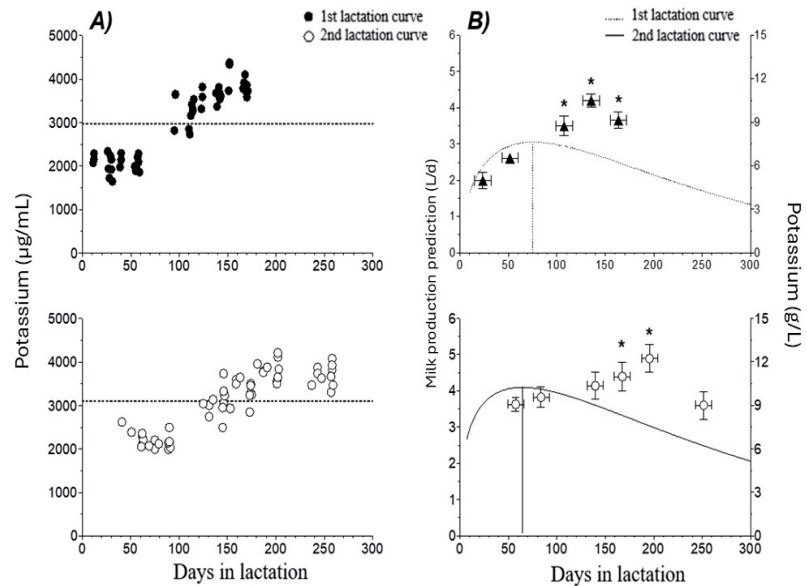 A)
1st lactation curve
2nd lactation curve
B)
1st lactation curve
2nd lactation curve
5000
4000
3000
2000
1000
0
0 50 100 150 200 250 300
6
5
4
3
2
1
0
0 50 100 150 200 250 300
15
12
9
6
3
0
* * *
Potassium (µg/mL)
Milk production prediction (L/d)
Potassium (g/L)
5000
4000
3000
2000
1000
0
0 50 100 150 200 250 300
Days in lactation
6
5
4
3
2
1
0
0 50 100 150 200 250 300
15
12
9
6
3
0
* *
Days in lactation